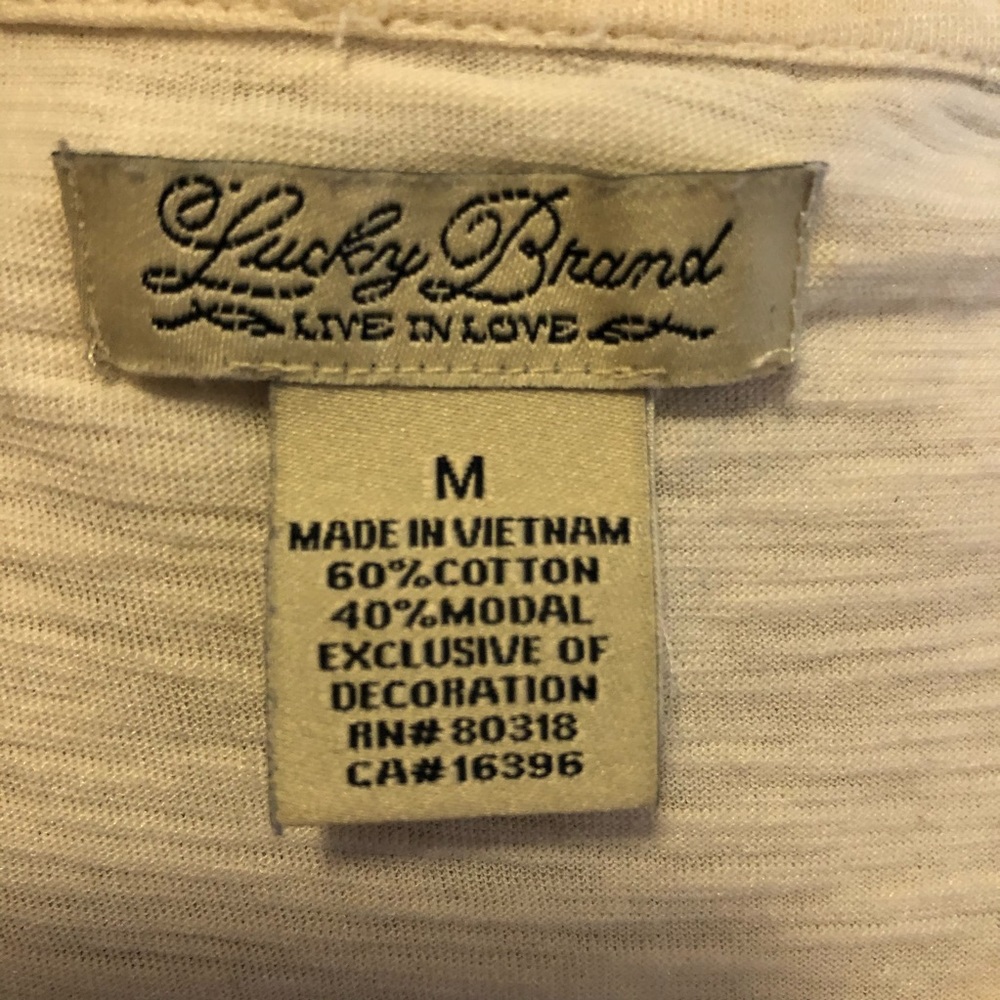 Lucky Brand
LIVE IN LOVE
M
MADE IN VIETNAM
60%COTTON
40%MODAL
EXCLUSIVE OF
DECORATION
RN# 80318
CA#16396